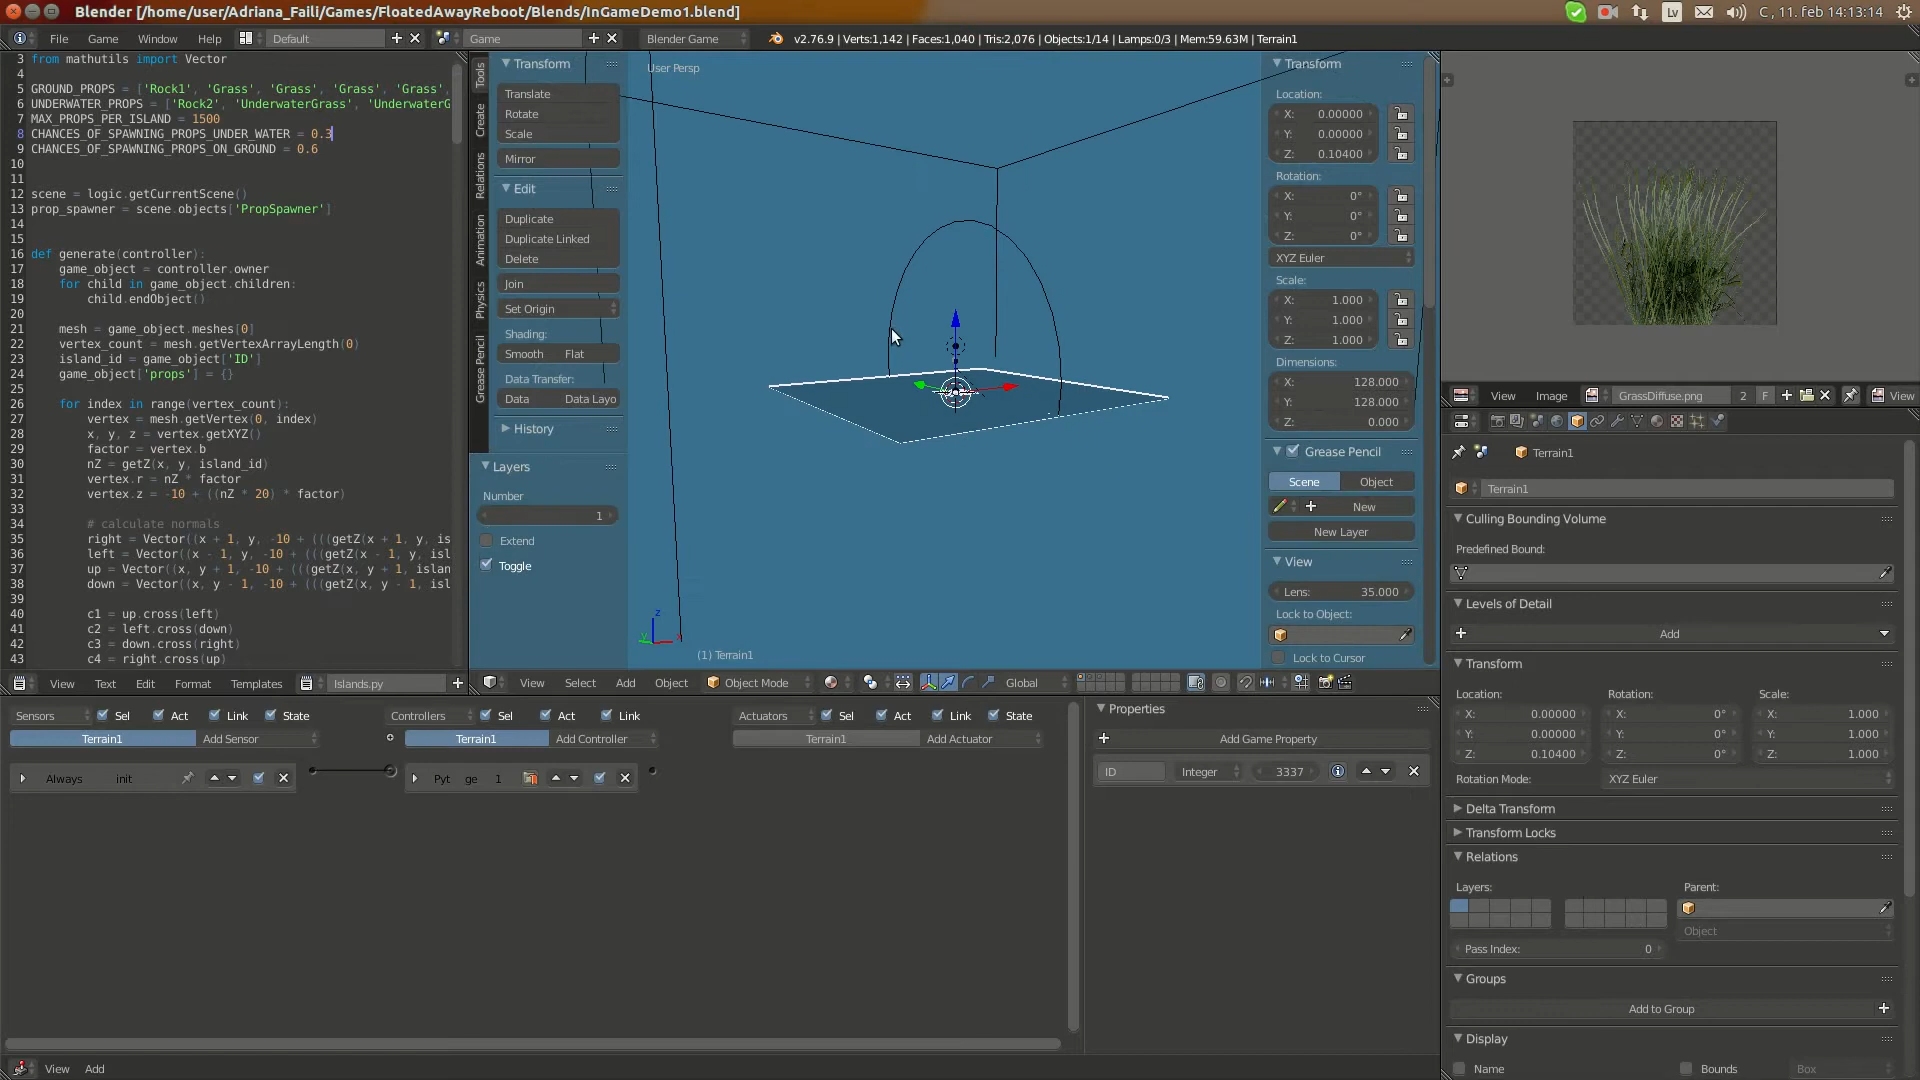 Blender [/home/user/Adriana_Faili/Games/FloatedAwayReboot/Blends/InGameDemo1.blend]
Lv
C , 11. feb 14:13:14
File Game Window Help
Default
Game
Blender Game
v2.76.9 | Verts:1,142 | Faces:1,040 | Tris:2,076 | Objects:1/14 | Lamps:0/3 | Mem:59.63M | Terrain1
3 from mathutils import Vector
4
5 GROUND_PROPS = ['Rock1', 'Grass', 'Grass', 'Grass', 'Grass',
6 UNDERWATER_PROPS = ['Rock2', 'UnderwaterGrass', 'UnderwaterG
7 MAX_PROPS_PER_ISLAND = 1500
8 CHANCES_OF_SPAWNING_PROPS_UNDER_WATER = 0.3
9 CHANCES_OF_SPAWNING_PROPS_ON_GROUND = 0.6
10
11
12 scene = logic.getCurrentScene()
13 prop_spawner = scene.objects['PropSpawner']
14
15
16 def generate(controller):
17 game_object = controller.owner
18 for child in game_object.children:
19 child.endObject()
20
21 mesh = game_object.meshes[0]
22 vertex_count = mesh.getVertexArrayLength(0)
23 island_id = game_object['ID']
24 game_object['props'] = {}
25
26 for index in range(vertex_count):
27 vertex = mesh.getVertex(0, index)
28 x, y, z = vertex.getXYZ()
29 factor = vertex.b
30 nZ = getZ(x, y, island_id)
31 vertex.r = nZ * factor
32 vertex.z = -10 + ((nZ * 20) * factor)
33
34 # calculate normals
35 right = Vector((x + 1, y, -10 + (((getZ(x + 1, y, is
36 left = Vector((x - 1, y, -10 + (((getZ(x - 1, y, isl
37 up = Vector((x, y + 1, -10 + (((getZ(x, y + 1, islan
38 down = Vector((x, y - 1, -10 + (((getZ(x, y - 1, isl
39
40 c1 = up.cross(left)
41 c2 = left.cross(down)
42 c3 = down.cross(right)
43 c4 = right.cross(up)
View Text Edit Format Templates Islands.py
Tools
Create
Relations
Animation
Physics
Grease Pencil
Transform
Translate
Rotate
Scale
Mirror
Edit
Duplicate
Duplicate Linked
Delete
Join
Set Origin
Shading:
Smooth Flat
Data Transfer:
Data Data Layo
History
Layers
Number
1
Extend
Toggle
User Persp
z
y
x
(1) Terrain1
View Select Add Object Object Mode Global
Transform
Location:
X: 0.00000
Y: 0.00000
Z: 0.10400
Rotation:
X: 0°
Y: 0°
Z: 0°
XYZ Euler
Scale:
X: 1.000
Y: 1.000
Z: 1.000
Dimensions:
X: 128.000
Y: 128.000
Z: 0.000
Grease Pencil
Scene Object
New
New Layer
View
Lens: 35.000
Lock to Object:
Lock to Cursor
View Image GrassDiffuse.png 2 F View
Terrain1
Terrain1
Culling Bounding Volume
Predefined Bound:
Levels of Detail
Add
Transform
Location: Rotation: Scale:
X: 0.00000 X: 0° X: 1.000
Y: 0.00000 Y: 0° Y: 1.000
Z: 0.10400 Z: 0° Z: 1.000
Rotation Mode: XYZ Euler
Delta Transform
Transform Locks
Relations
Layers: Parent:
Object
Pass Index: 0
Groups
Add to Group
Display
Name Bounds Box
Sensors Sel Act Link State Controllers Sel Act Link Actuators Sel Act Link State
Terrain1 Add Sensor Terrain1 Add Controller Terrain1 Add Actuator
Always init Pyt ge 1
Properties
Add Game Property
ID Integer 3337
View Add